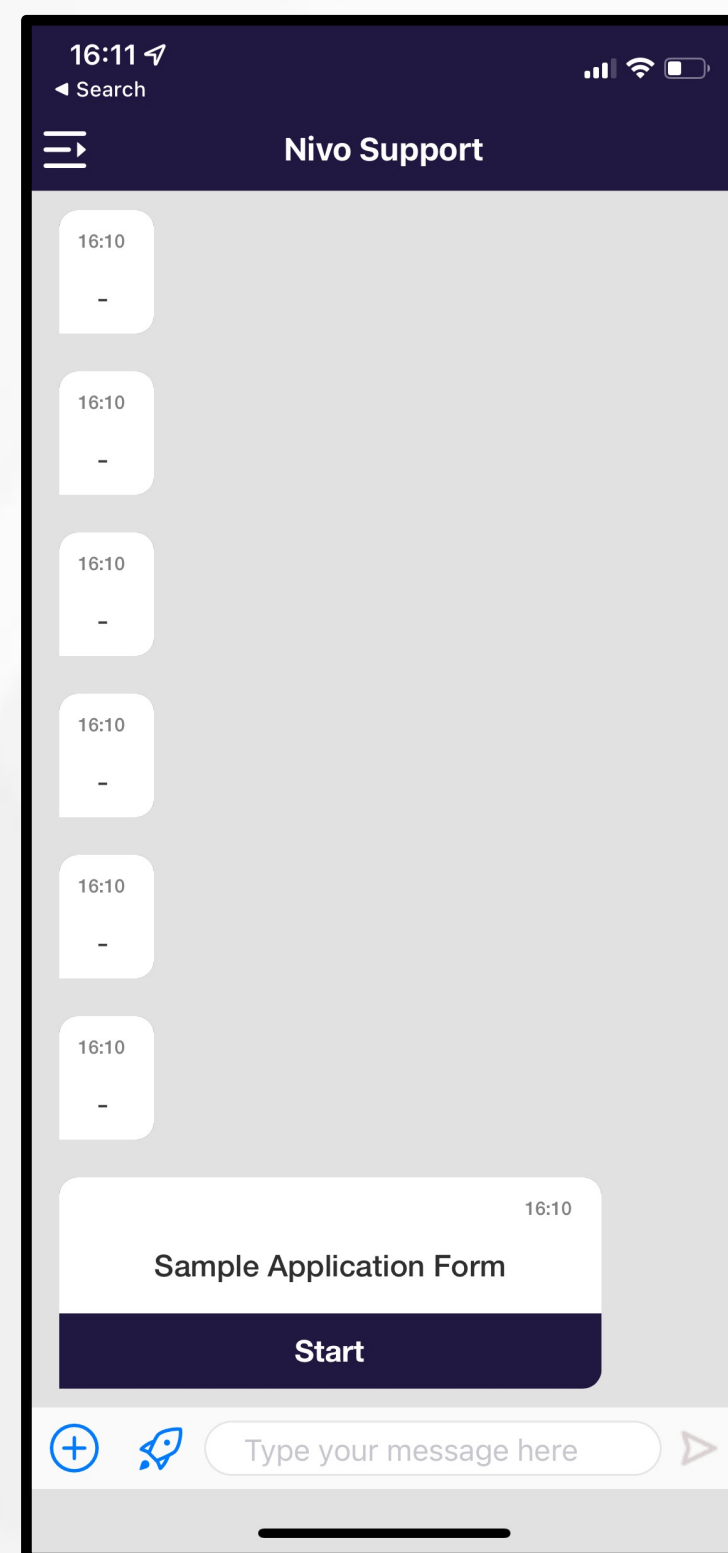 16:11
◀ Search
Nivo Support
16:10
-
16:10
-
16:10
-
16:10
-
16:10
-
16:10
-
16:10
Sample Application Form
Start
Type your message here